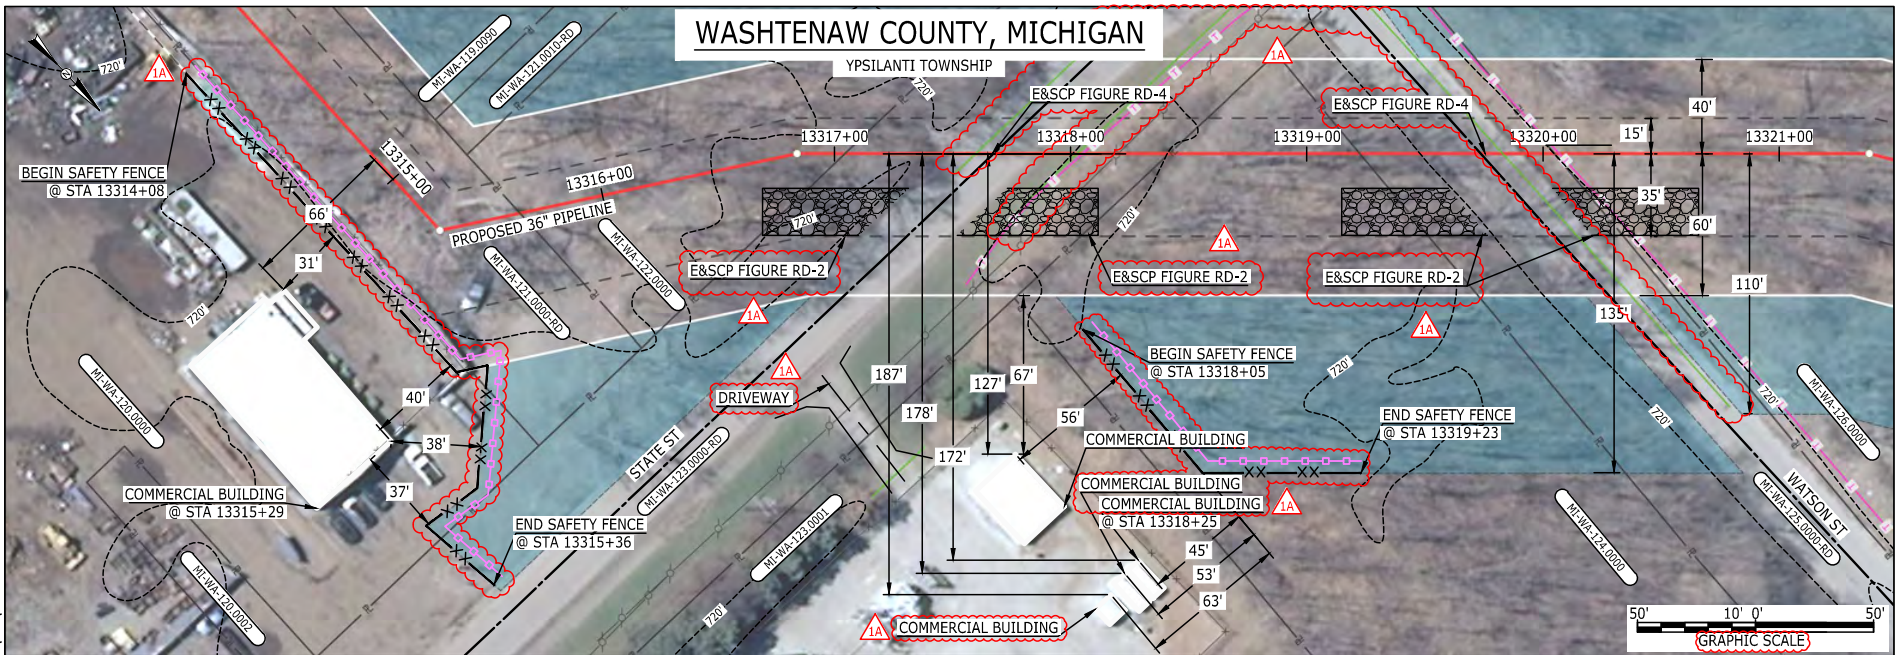 WASHTENAW COUNTY, MICHIGAN
YPSILANTI TOWNSHIP
N
720'
1A
MI-WA-119.0090
MI-WA-121.0010-RD
720'
1A
E&SCP FIGURE RD-4
E&SCP FIGURE RD-4
40'
15'
13315+00
13316+00
13317+00
13318+00
13319+00
13320+00
13321+00
BEGIN SAFETY FENCE
@ STA 13314+08
66'
31'
PROPOSED 36" PIPELINE
MI-WA-121.0000-RD
MI-WA-122.0000
720'
720'
35'
60'
1A
E&SCP FIGURE RD-2
E&SCP FIGURE RD-2
E&SCP FIGURE RD-2
110'
1A
1A
135'
720'
MI-WA-120.0000
40'
38'
37'
COMMERCIAL BUILDING
@ STA 13315+29
END SAFETY FENCE
@ STA 13315+36
MI-WA-120.0002
STATE ST
MI-WA-123.0000-RD
1A
DRIVEWAY
187'
178'
172'
127'
67'
56'
BEGIN SAFETY FENCE
@ STA 13318+05
720'
END SAFETY FENCE
@ STA 13319+23
720'
720'
MI-WA-126.0000
COMMERCIAL BUILDING
COMMERCIAL BUILDING
COMMERCIAL BUILDING
@ STA 13318+25
1A
MI-WA-123.0001
720'
45'
53'
63'
1A
COMMERCIAL BUILDING
MI-WA-124.0000
WATSON ST
MI-WA-125.0000-RD
50' 10' 0' 50'
GRAPHIC SCALE